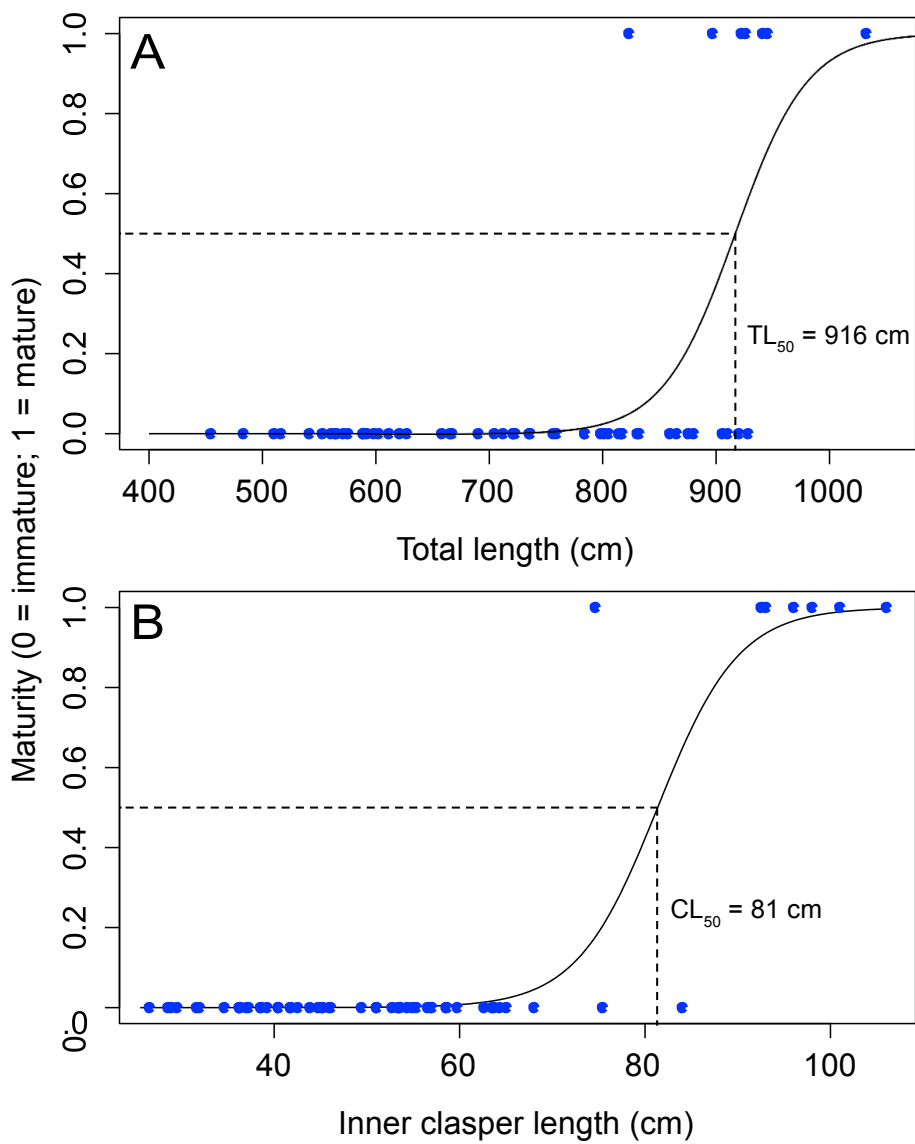 Maturity (0 = immature; 1 = mature)
A
1.0
0.8
0.6
0.4
0.2
0.0
TL50 = 916 cm
400 500 600 700 800 900 1000
Total length (cm)
B
1.0
0.8
0.6
0.4
0.2
0.0
CL50 = 81 cm
40 60 80 100
Inner clasper length (cm)